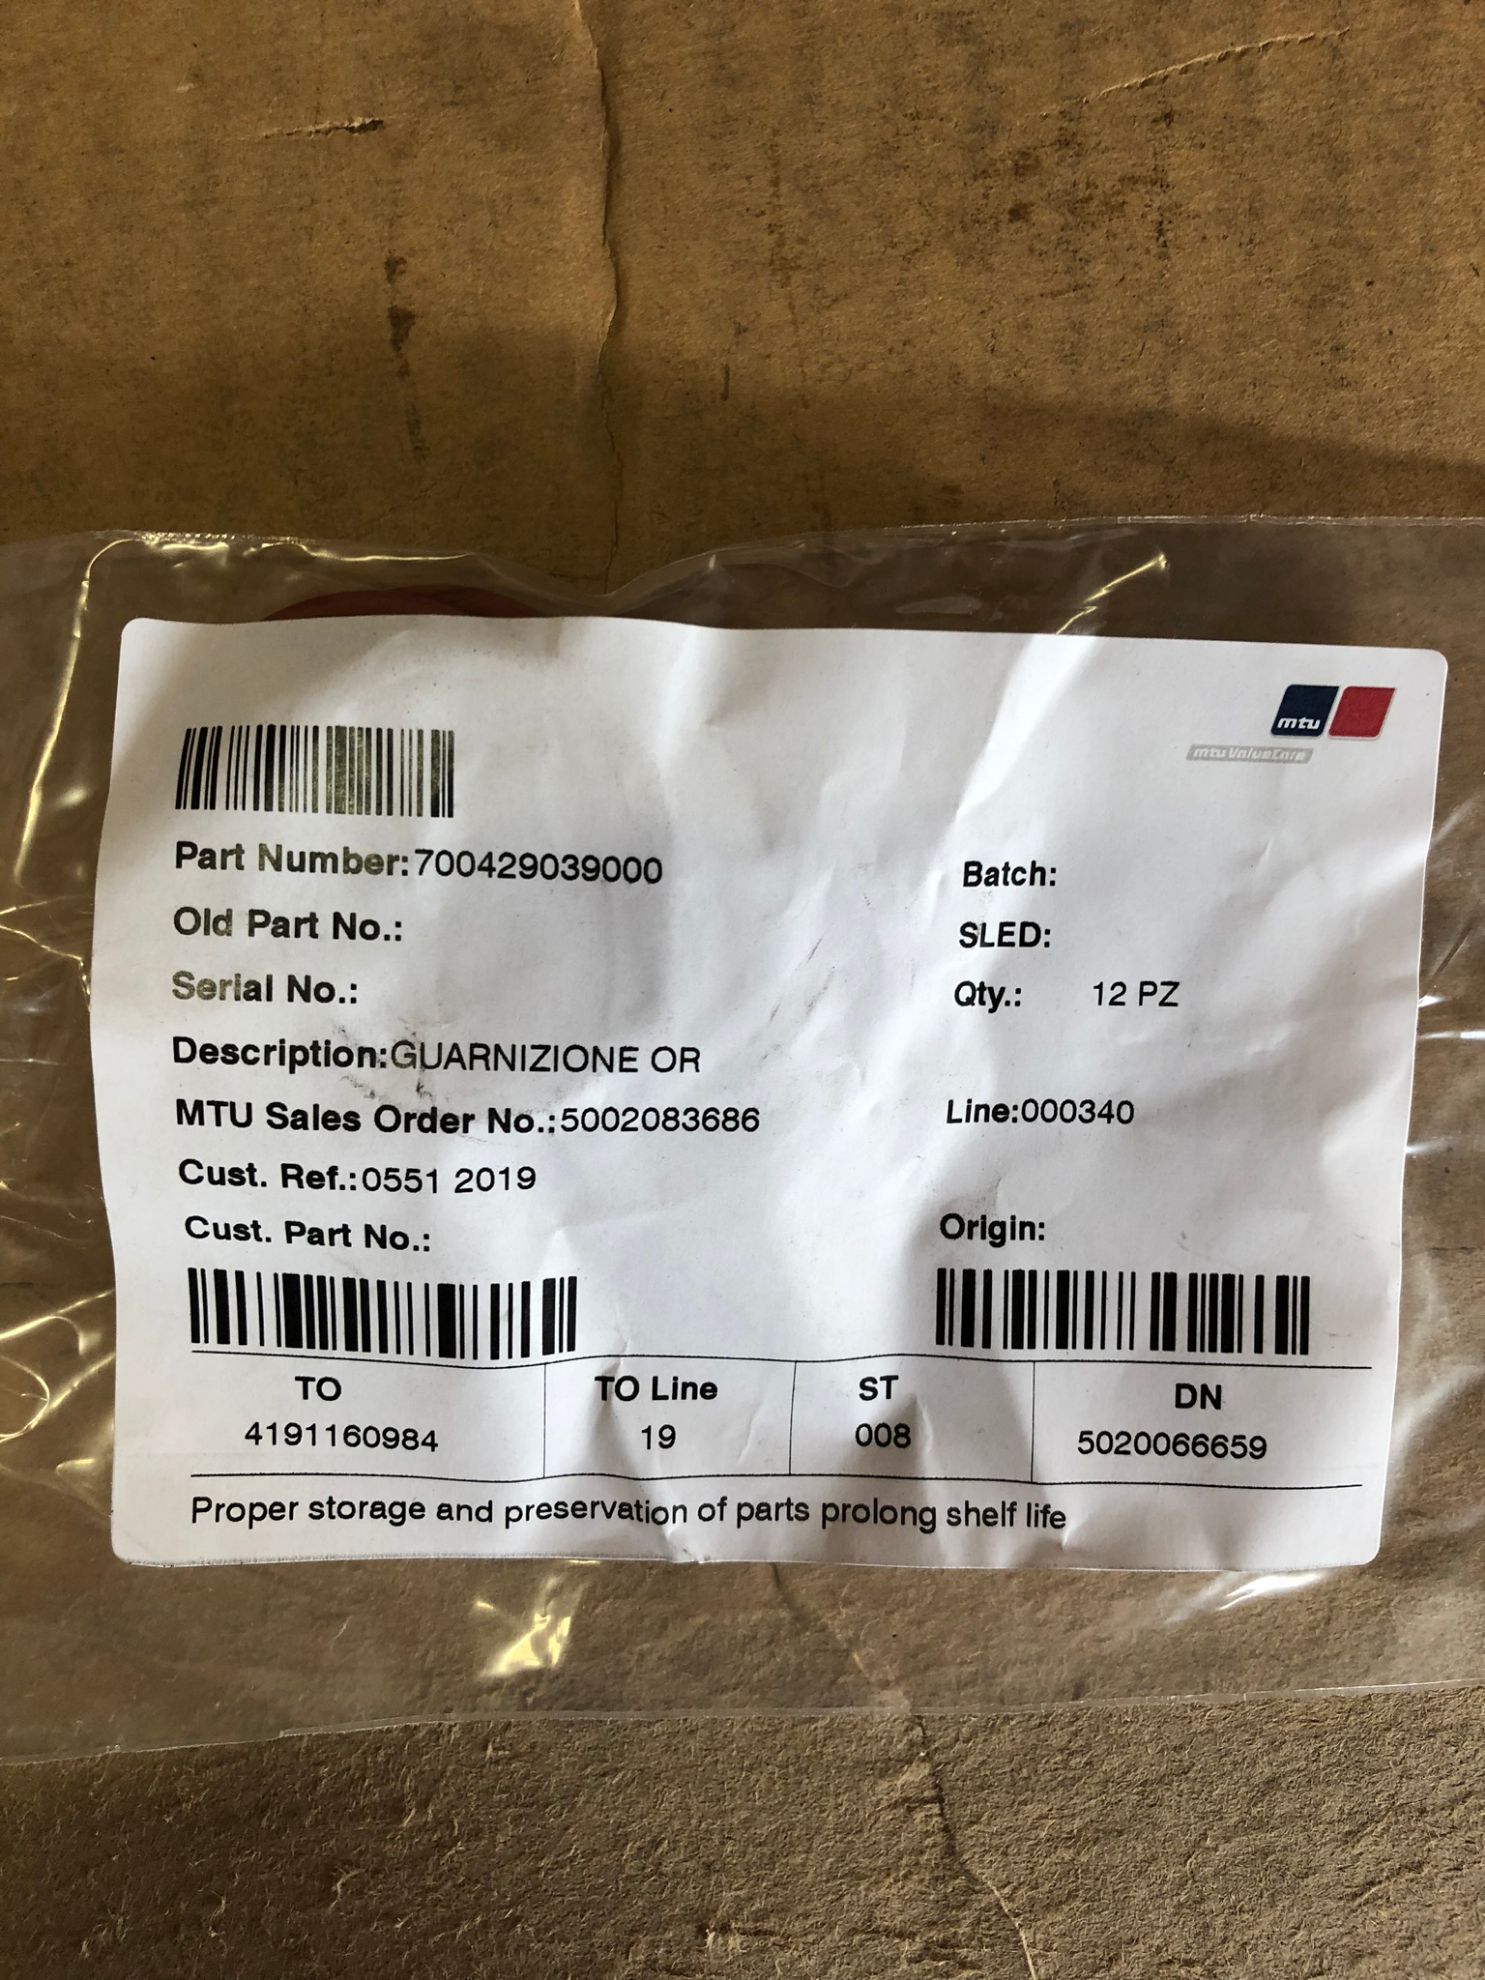 mtu
mtu ValueCare
Part Number:700429039000
Batch:
Old Part No.:
SLED:
Serial No.:
Qty.: 12 PZ
Description:GUARNIZIONE OR
MTU Sales Order No.:5002083686
Line:000340
Cust. Ref.:0551 2019
Cust. Part No.:
Origin:
TO TO Line ST DN
4191160984 19 008 5020066659
Proper storage and preservation of parts prolong shelf life